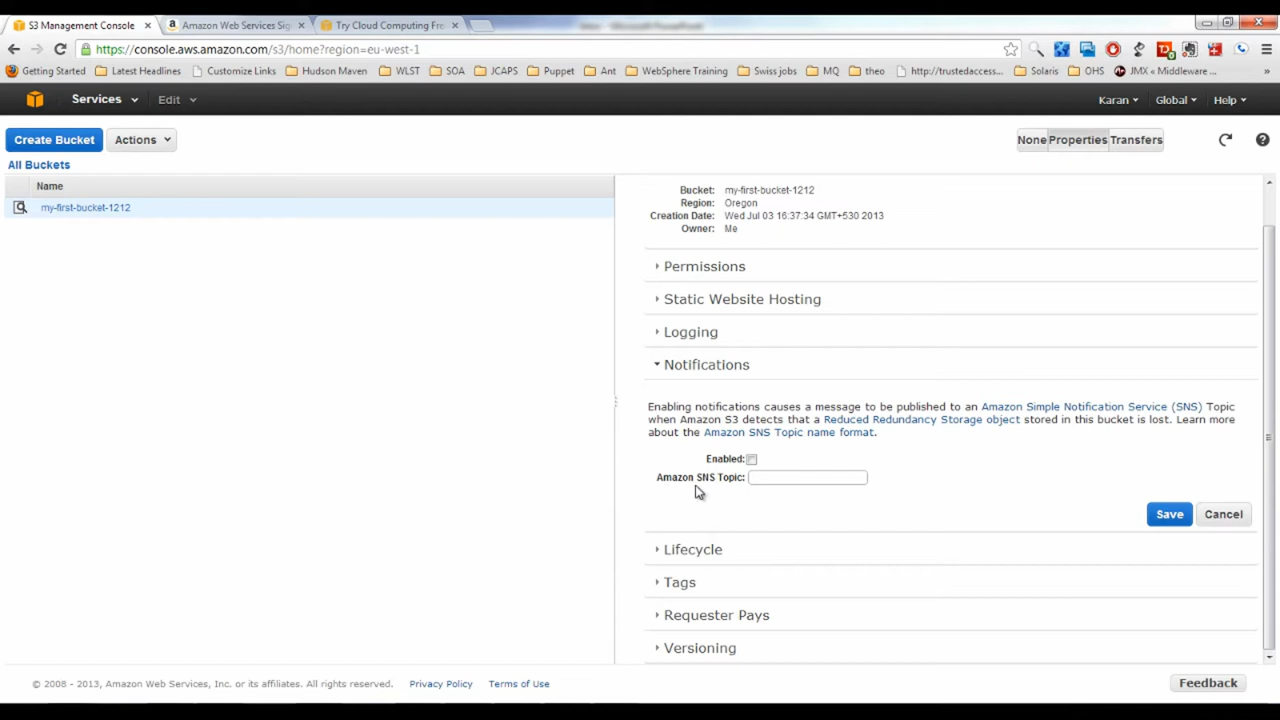 S3 Management Console
Amazon Web Services Sig
Try Cloud Computing Fro
https://console.aws.amazon.com/s3/home?region=eu-west-1
Getting Started Latest Headlines Customize Links Hudson Maven WLST SOA JCAPS Puppet Ant WebSphere Training Swiss jobs MQ theo http://trustedaccess... Solaris OHS JMX « Middleware ...
Services Edit Karan Global Help
Create Bucket Actions None Properties Transfers
All Buckets
Name
my-first-bucket-1212
Bucket: my-first-bucket-1212
Region: Oregon
Creation Date: Wed Jul 03 16:37:34 GMT+530 2013
Owner: Me
Permissions
Static Website Hosting
Logging
Notifications
Enabling notifications causes a message to be published to an Amazon Simple Notification Service (SNS) Topic
when Amazon S3 detects that a Reduced Redundancy Storage object stored in this bucket is lost. Learn more
about the Amazon SNS Topic name format.
Enabled:
Amazon SNS Topic:
Save Cancel
Lifecycle
Tags
Requester Pays
Versioning
© 2008 - 2013, Amazon Web Services, Inc. or its affiliates. All rights reserved. Privacy Policy Terms of Use Feedback